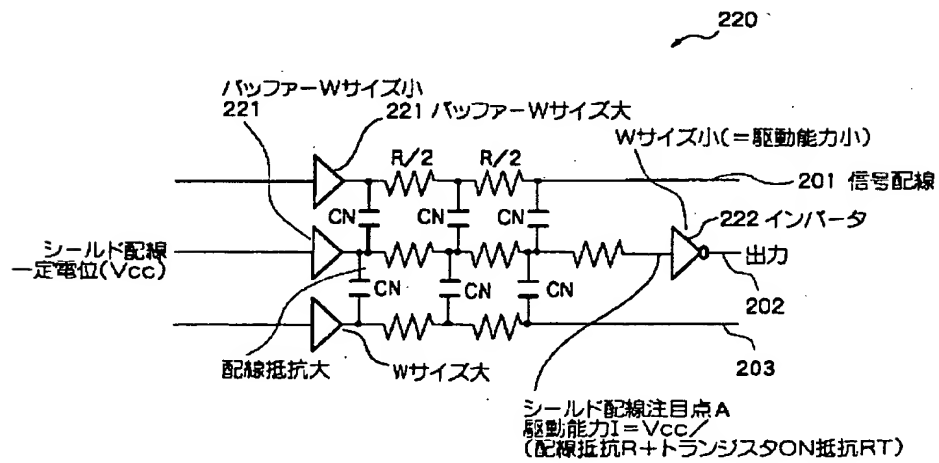 220
バッファーWサイズ小
221
221 バッファーWサイズ大
Wサイズ小(=駆動能力小)
R/2
R/2
201 信号配線
CN
CN
CN
222 インバータ
シールド配線
一定電位(Vcc)
出力
202
CN
CN
CN
配線抵抗大
Wサイズ大
203
シールド配線注目点A
駆動能力I=Vcc/
(配線抵抗R+トランジスタON抵抗RT)